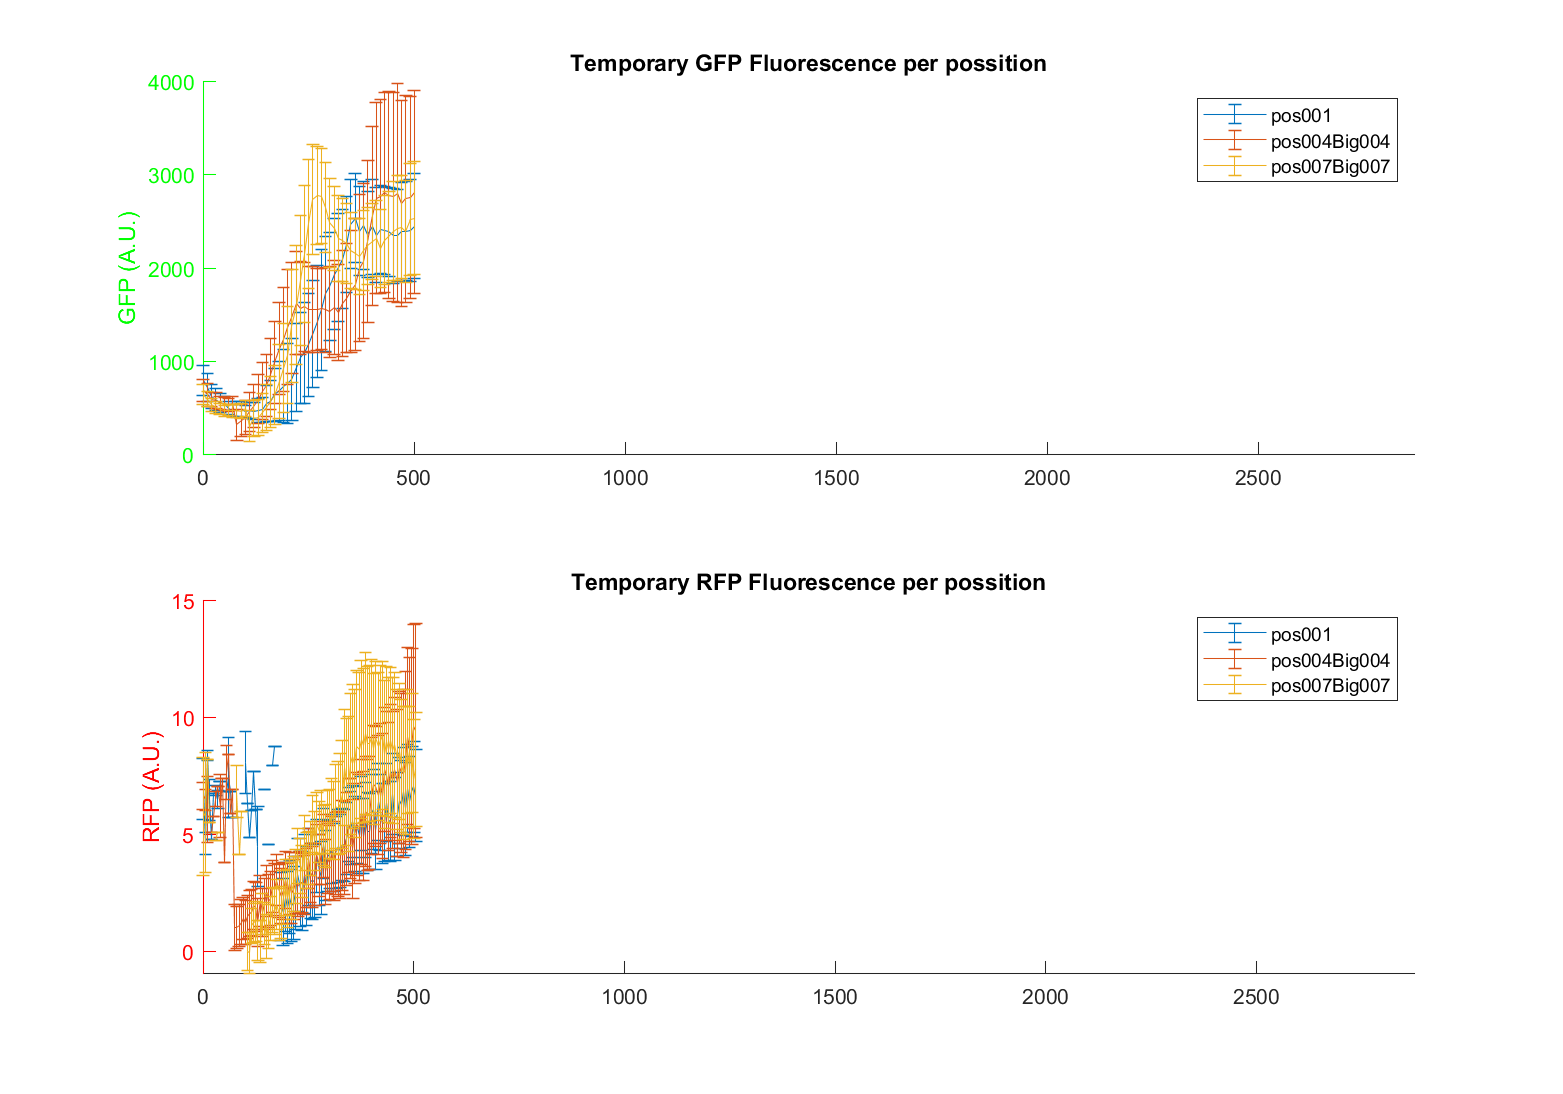 Temporary GFP Fluorescence per possition
4000
3000
2000
1000
0
GFP (A.U.)
0 500 1000 1500 2000 2500
pos001
pos004Big004
pos007Big007
Temporary RFP Fluorescence per possition
15
10
5
0
RFP (A.U.)
0 500 1000 1500 2000 2500
pos001
pos004Big004
pos007Big007